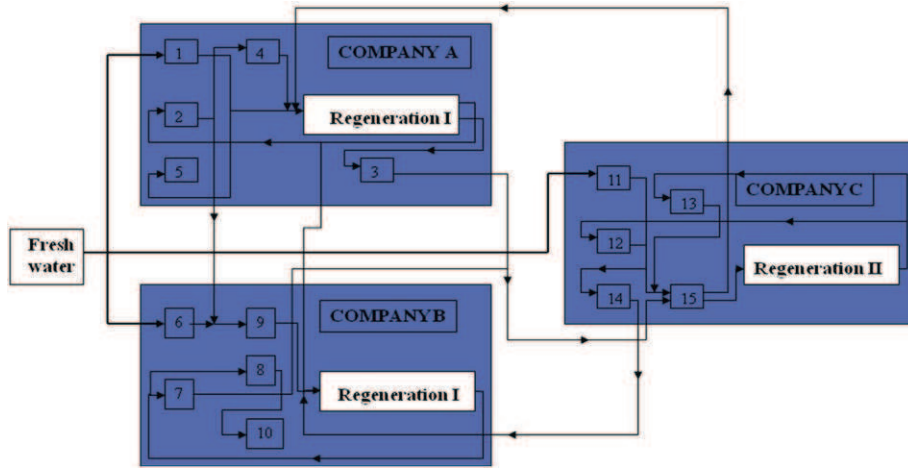 COMPANY A
1
4
2
Regeneration I
5
3
Fresh
water
COMPANYB
6
9
8
7
Regeneration I
10
COMPANYC
11
13
12
Regeneration II
14
15